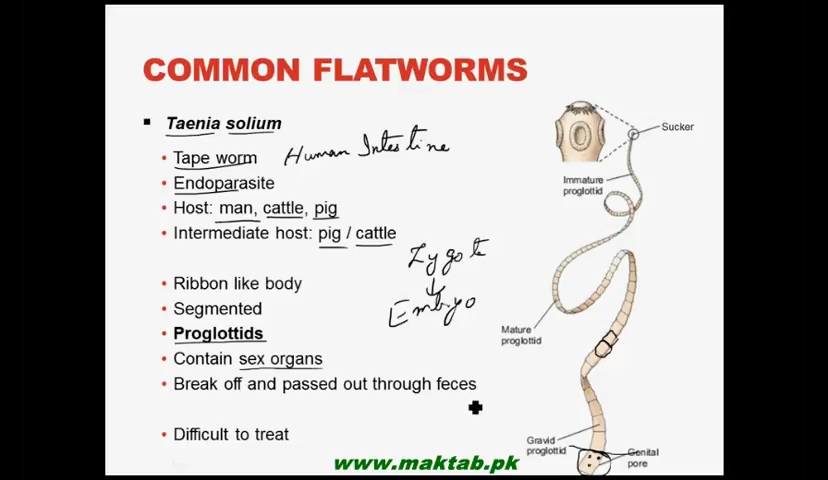 COMMON FLATWORMS
Taenia solium
Tape worm
Human Intestine
Endoparasite
Host: man, cattle, pig
Intermediate host: pig / cattle
Zygote
Embryo
Ribbon like body
Segmented
Proglottids
Contain sex organs
Break off and passed out through feces
Difficult to treat
Sucker
Immature
proglottid
Mature
proglottid
Gravid
proglottid
Genital
pore
www.maktab.pk